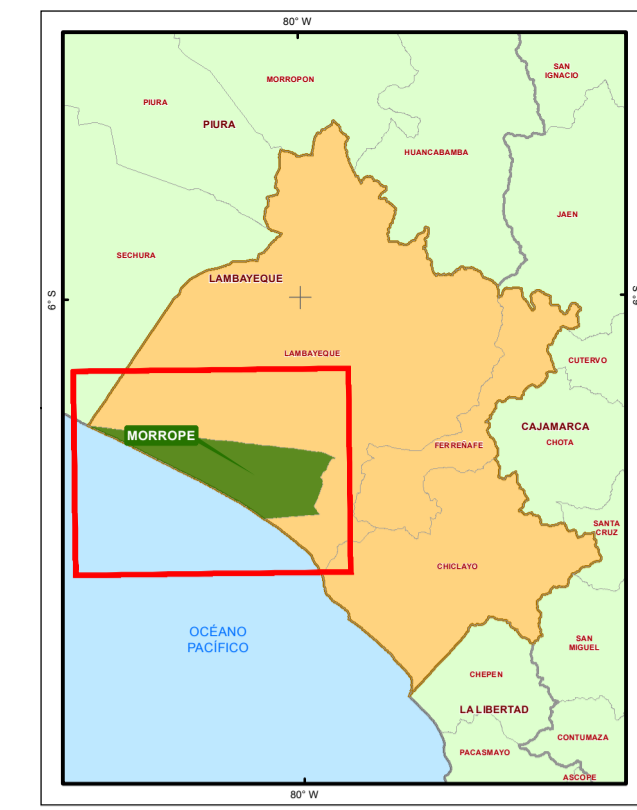 80° W
SAN
IGNACIO
MORROPON
PIURA
PIURA
HUANCABAMBA
JAEN
SECHURA
LAMBAYEQUE
6° S
6° S
LAMBAYEQUE
CUTERVO
CAJAMARCA
MORROPE
CHOTA
FERREÑAFE
SANTA
CRUZ
CHICLAYO
OCÉANO
PACÍFICO
SAN
MIGUEL
CHEPEN
LA LIBERTAD
CONTUMAZA
PACASMAYO
ASCOPE
80° W